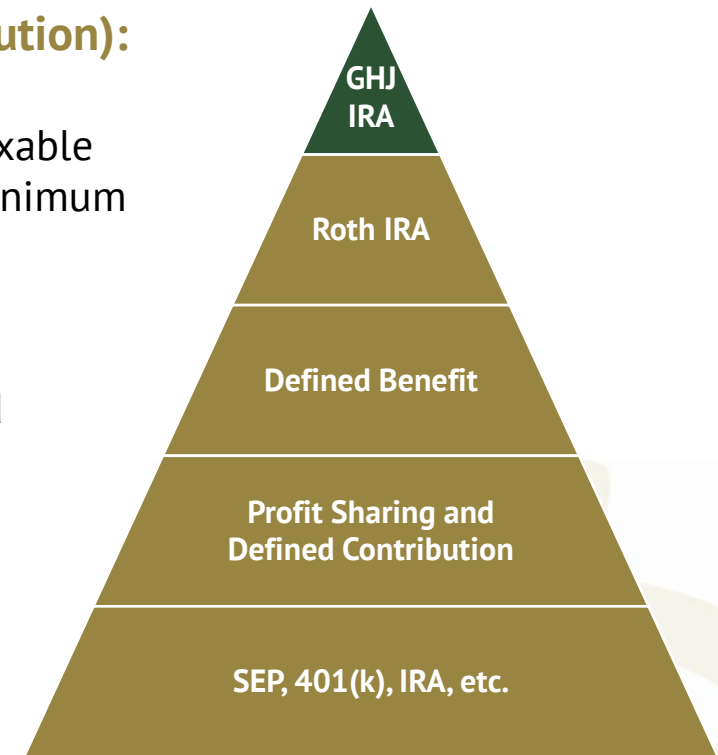 ution):
xable
nimum
GHJ
IRA
Roth IRA
Defined Benefit
Profit Sharing and
Defined Contribution
SEP, 401(k), IRA, etc.